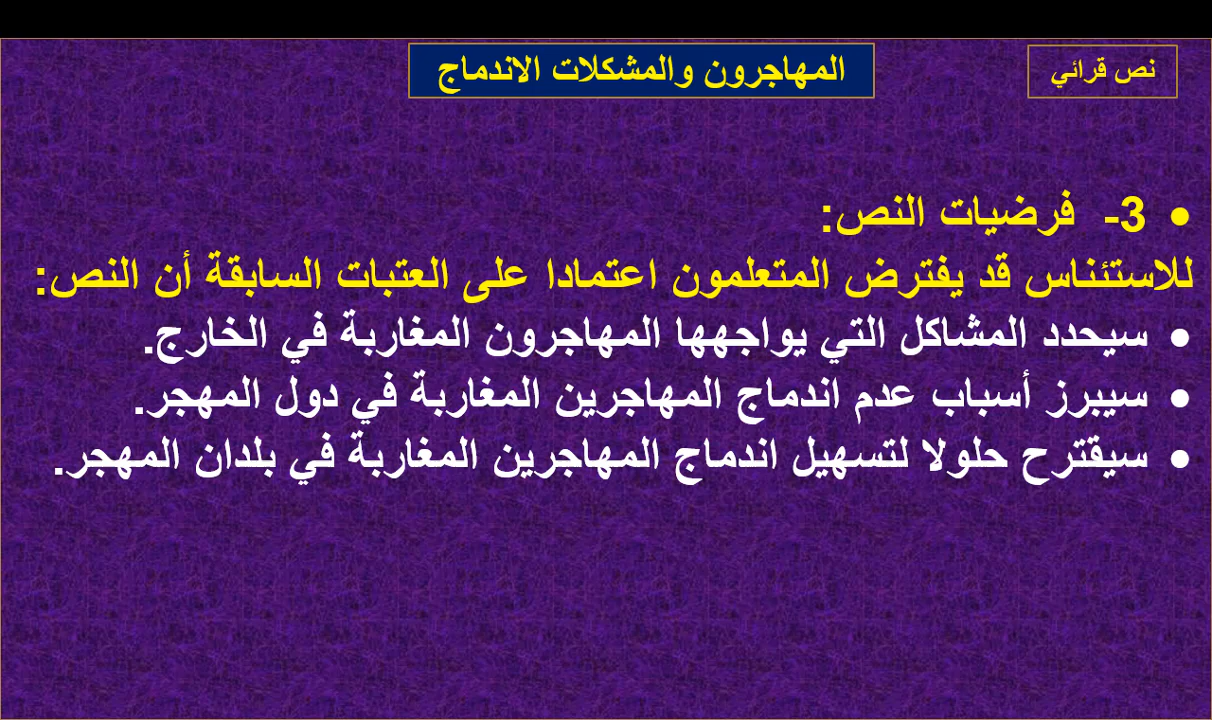 نص قرائي
المهاجرون والمشكلات الاندماج
● 3- فرضيات النص:
للاستئناس قد يفترض المتعلمون اعتمادا على العتبات السابقة أن النص:
● سيحدد المشاكل التي يواجهها المهاجرون المغاربة في الخارج.
● سيبرز أسباب عدم اندماج المهاجرين المغاربة في دول المهجر.
● سيقترح حلولا لتسهيل اندماج المهاجرين المغاربة في بلدان المهجر.